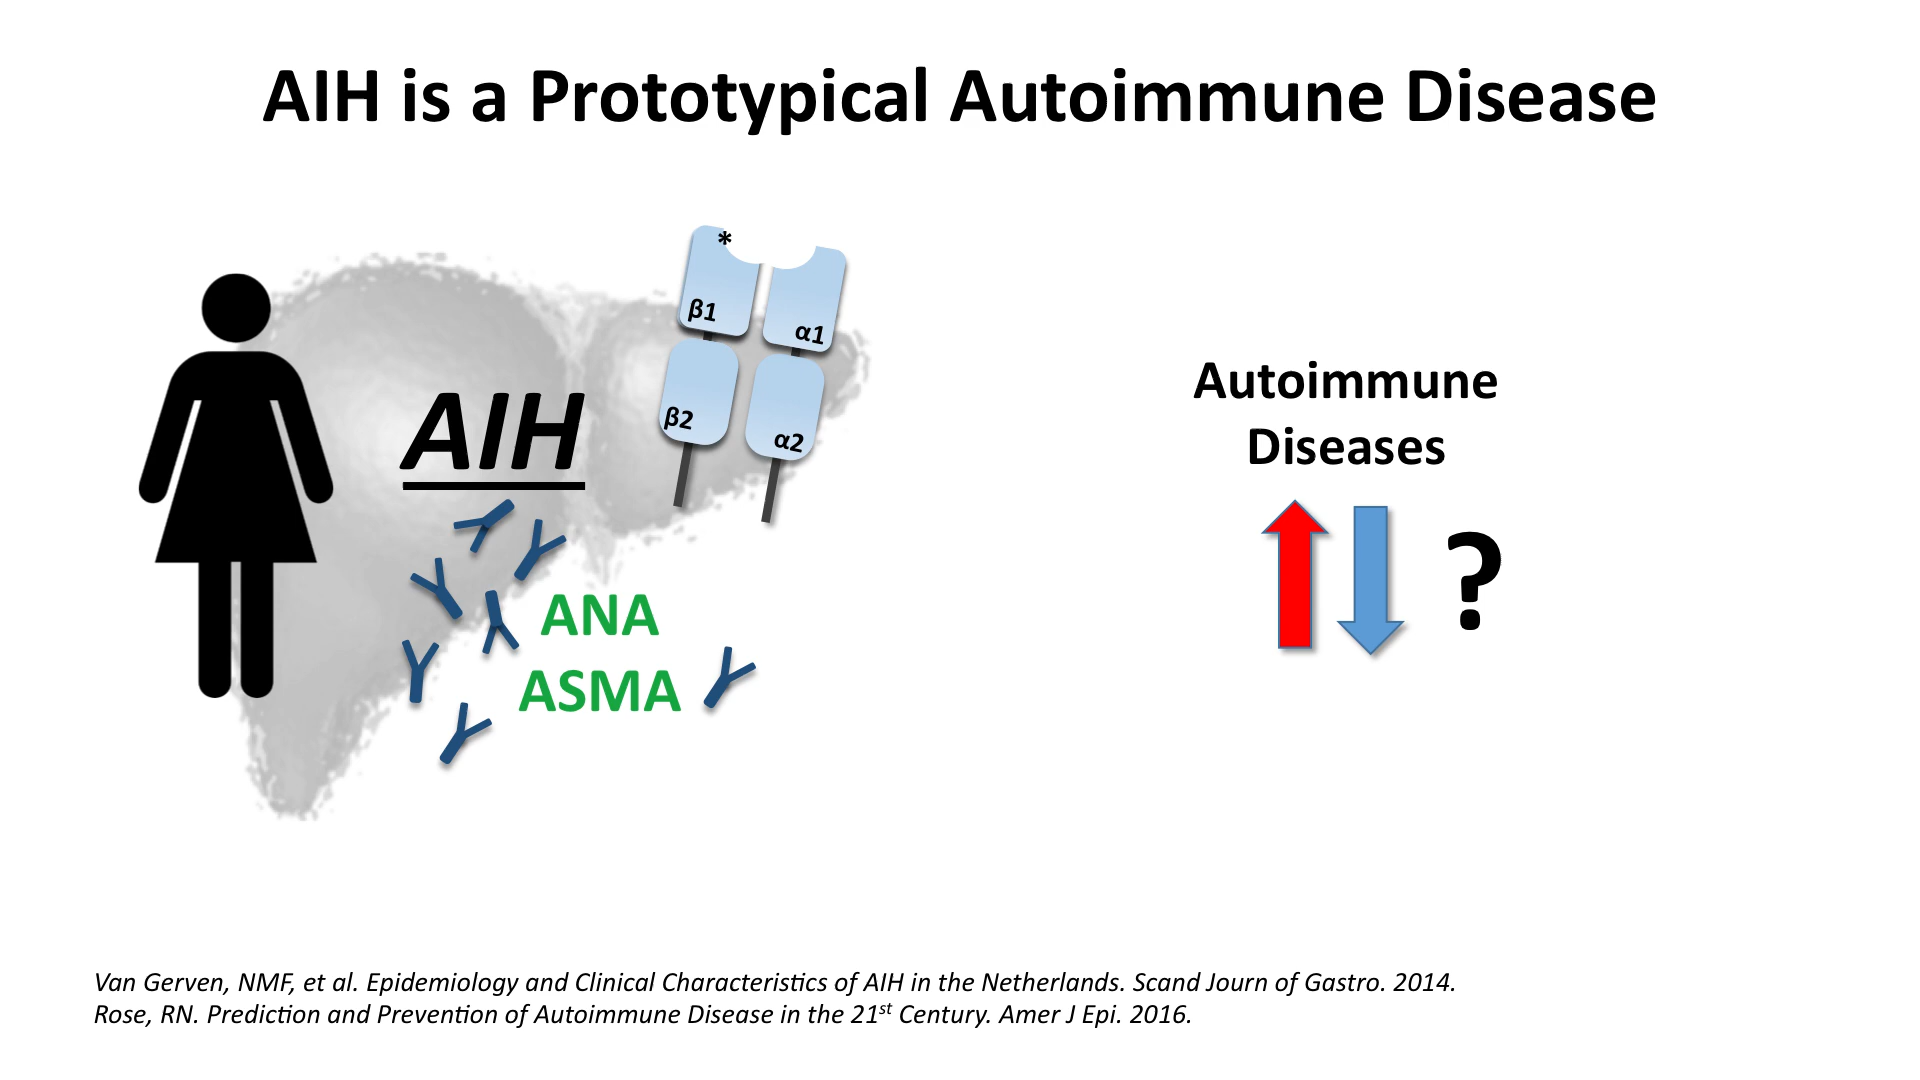 AIH is a Prototypical Autoimmune Disease
*
β1
α1
β2
α2
AIH
ANA
ASMA
Autoimmune
Diseases
?
Van Gerven, NMF, et al. Epidemiology and Clinical Characteristics of AIH in the Netherlands. Scand Journ of Gastro. 2014.
Rose, RN. Prediction and Prevention of Autoimmune Disease in the 21st Century. Amer J Epi. 2016.